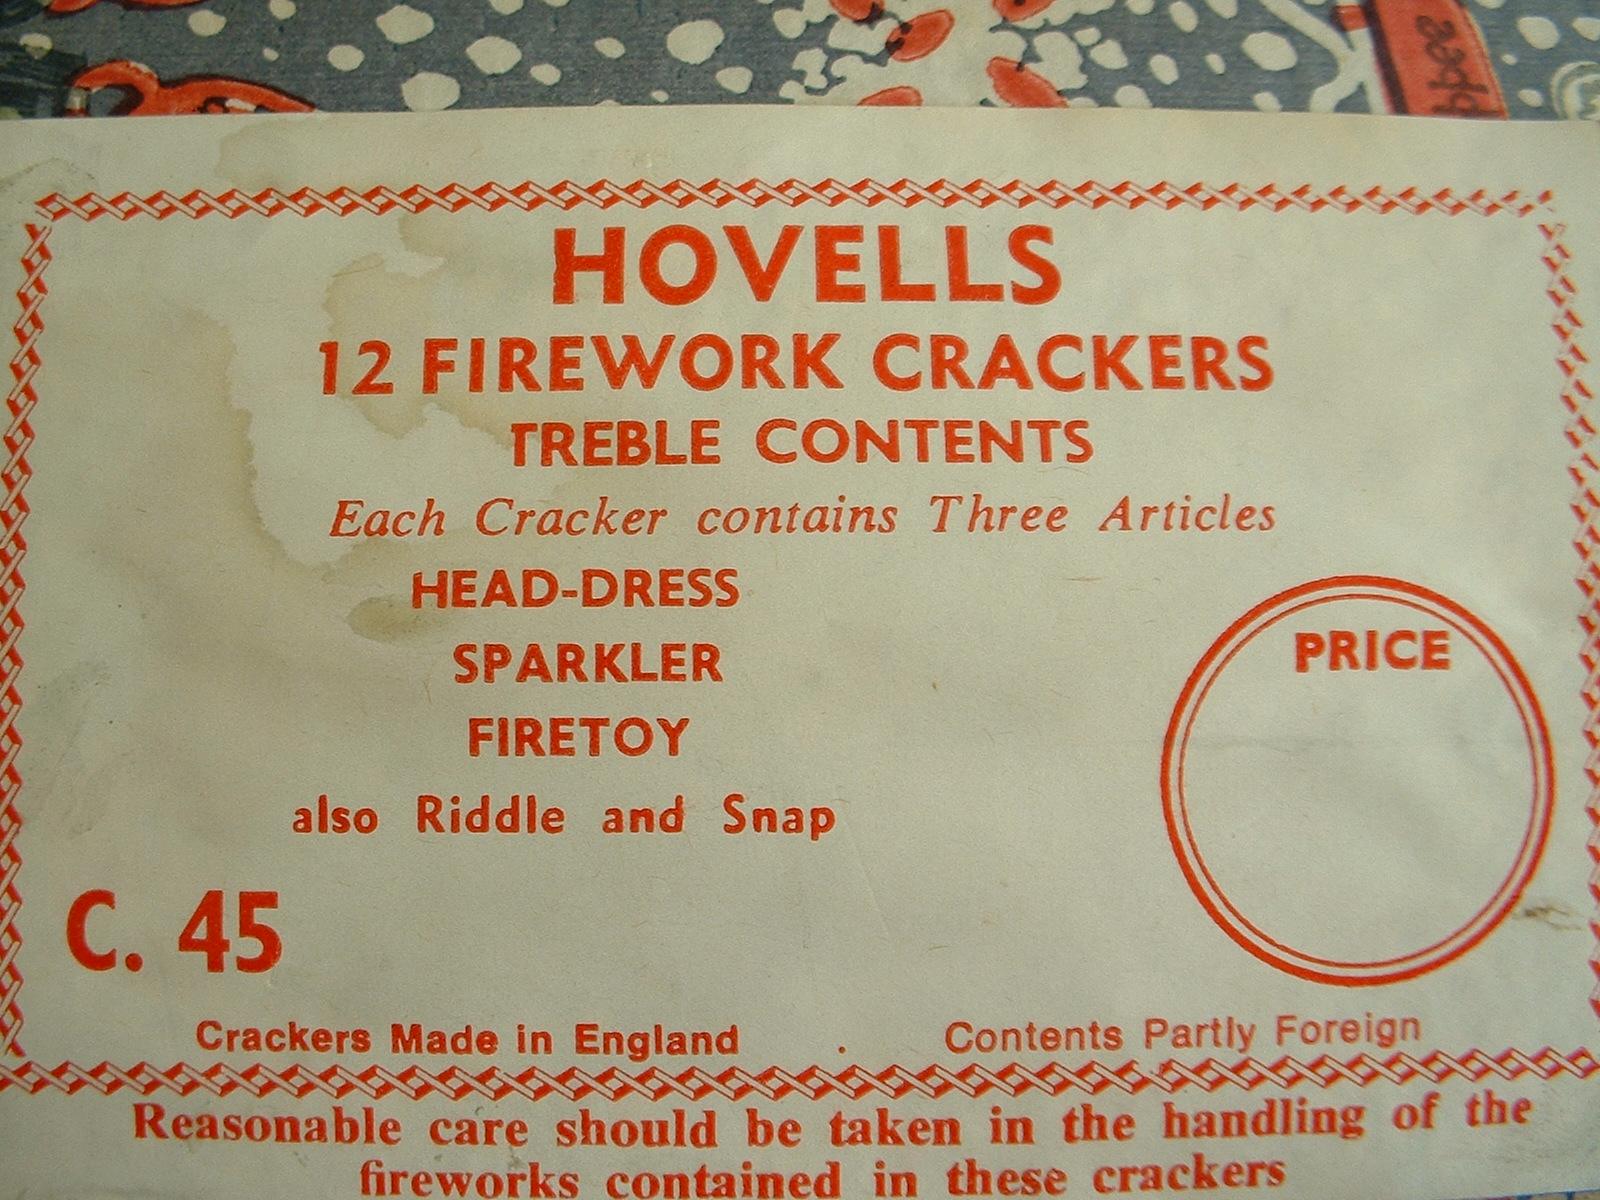 HOVELLS
12 FIREWORK CRACKERS
TREBLE CONTENTS
Each Cracker contains Three Articles
HEAD-DRESS
SPARKLER
FIRETOY
also Riddle and Snap
PRICE
C. 45
Crackers Made in England . Contents Partly Foreign
Reasonable care should be taken in the handling of the
fireworks contained in these crackers